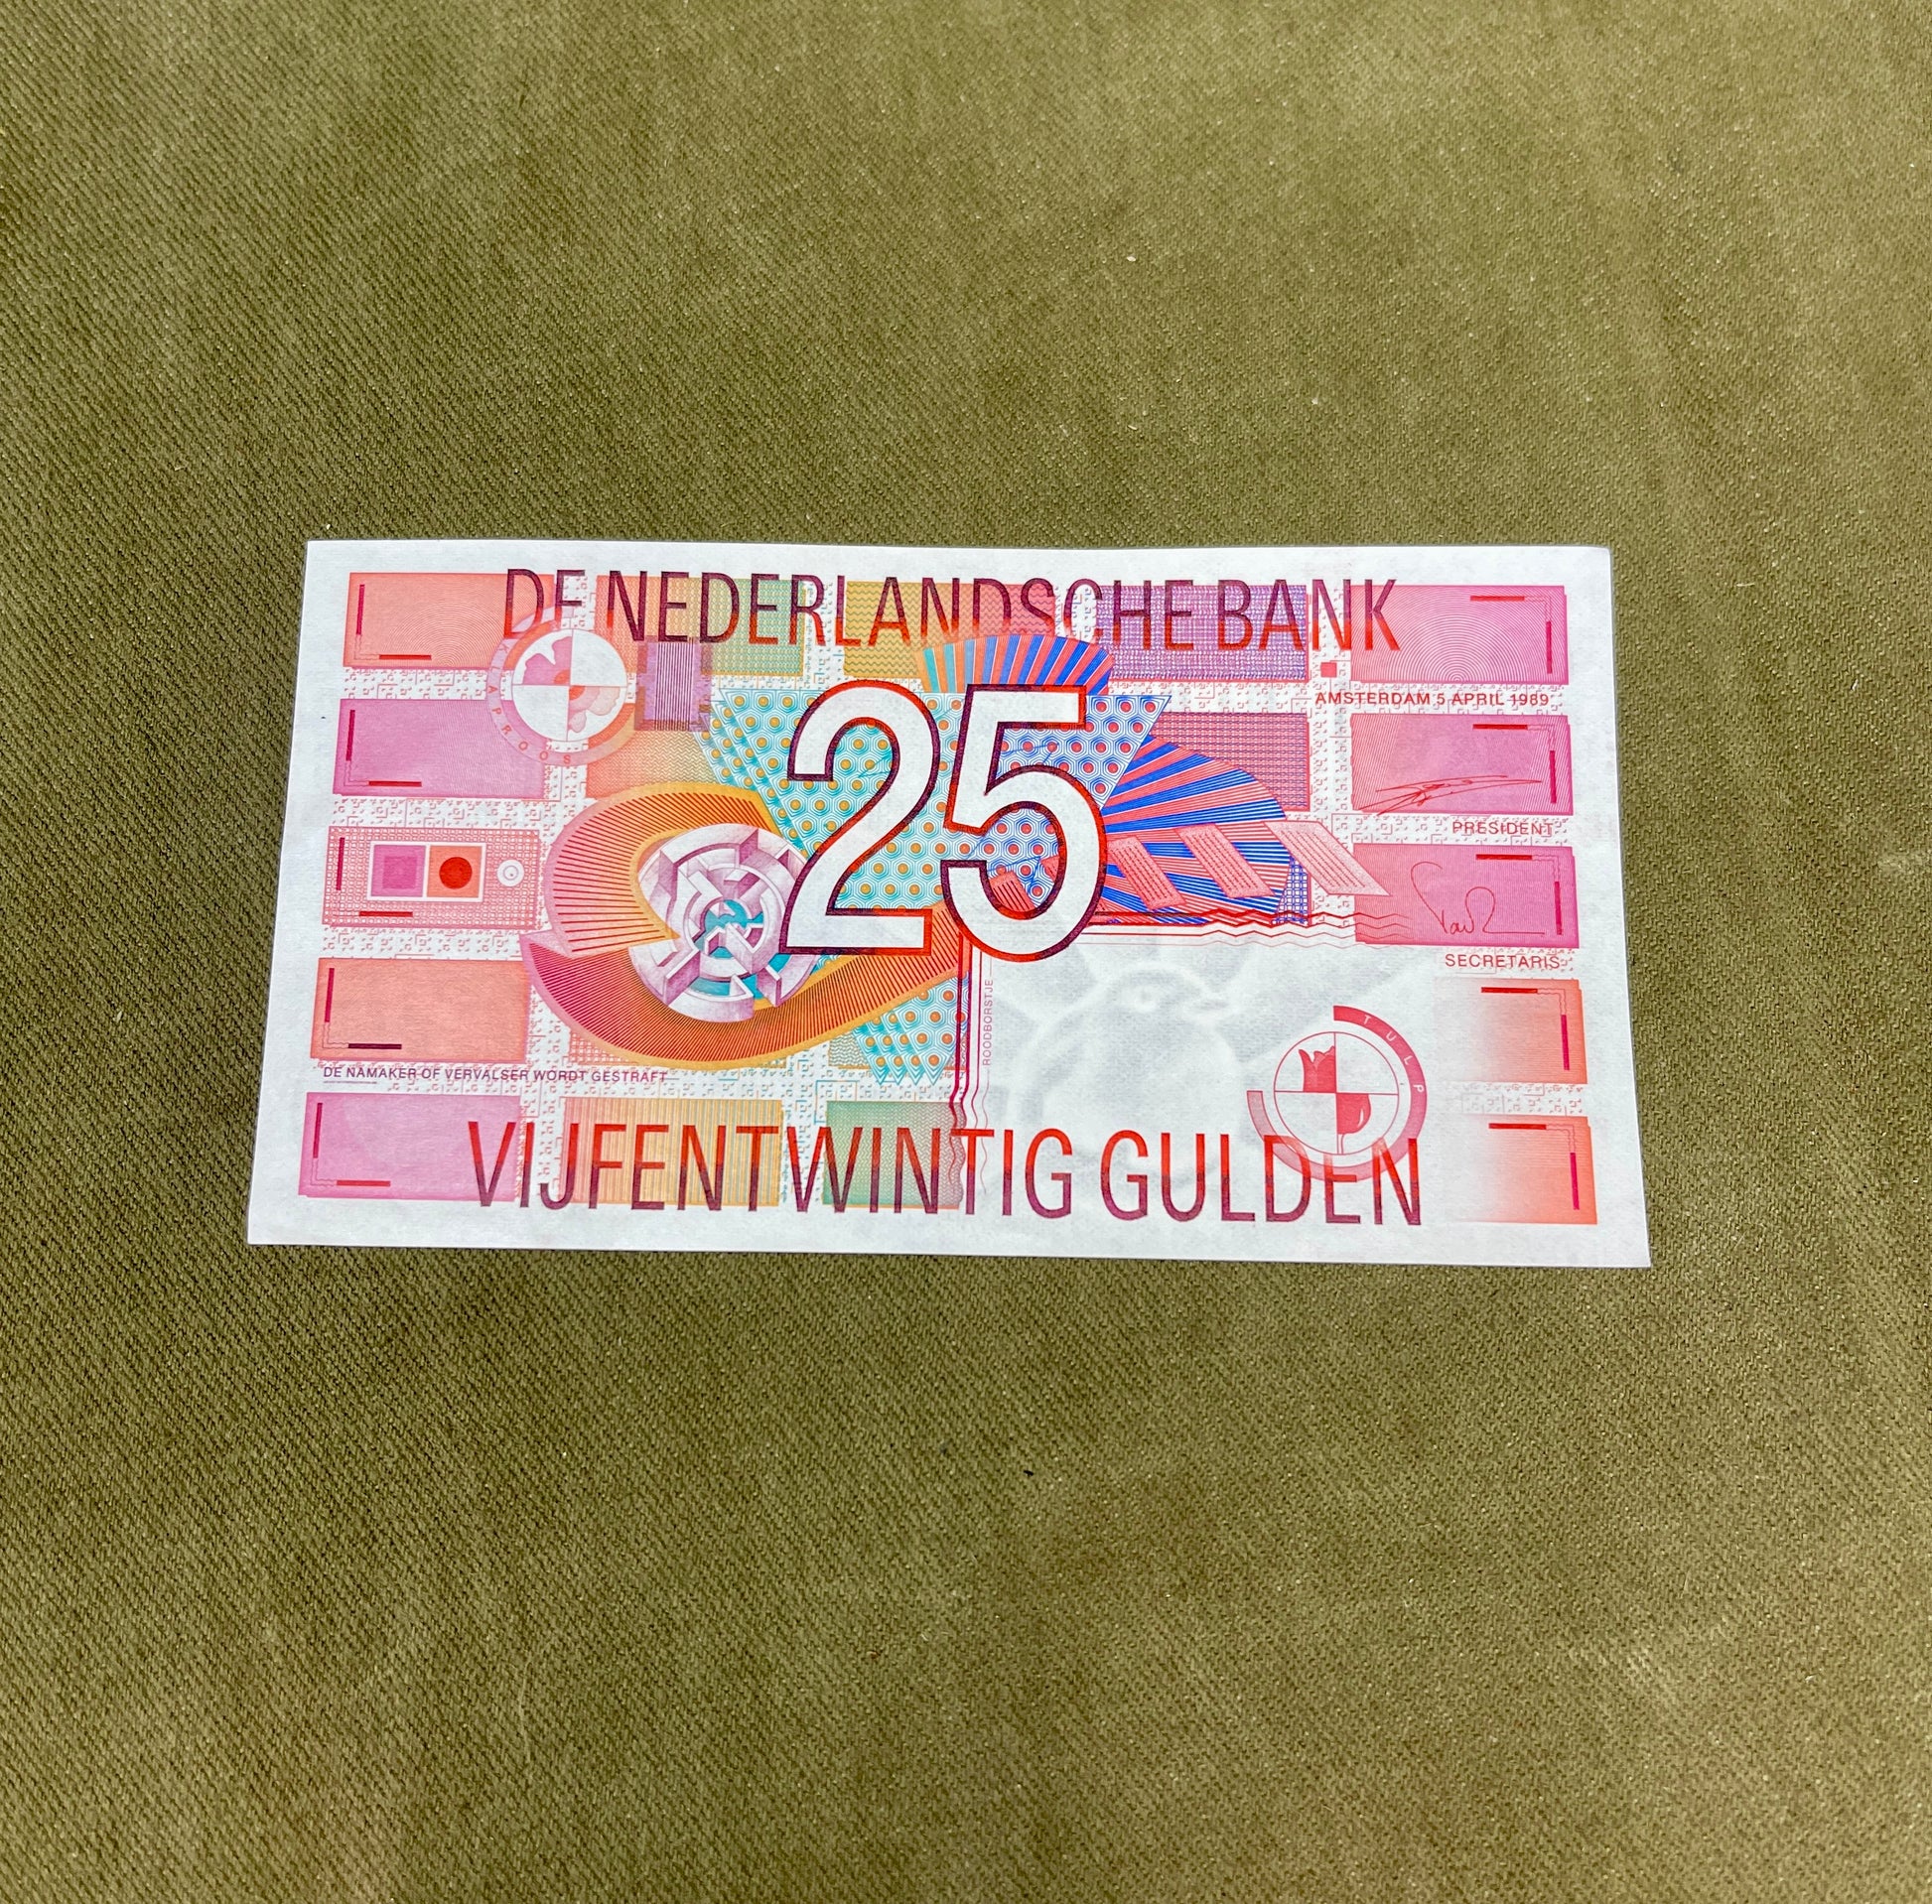 DE NEDERLANDSCHE BANK
KLAPROOS
25
AMSTERDAM 5 APRIL 1989
PRESIDENT
SECRETARIS
ROODBORSTJE
TULP
DE NAMAKER OF VERVALSER WORDT GESTRAFT
VIJFENTWINTIG GULDEN